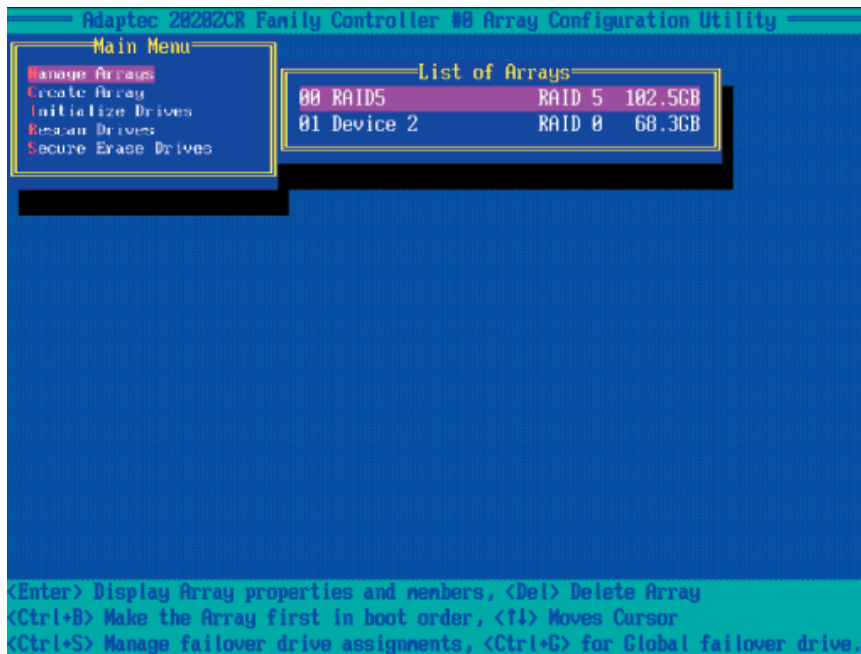 Adaptec 2020ZCR Family Controller #0 Array Configuration Utility
Main Menu
Manage Arrays
Create Array
Initialize Drives
Rescan Drives
Secure Erase Drives
List of Arrays
00 RAID5 RAID 5 102.5GB
01 Device 2 RAID 0 68.3GB
<Enter> Display Array properties and members, <Del> Delete Array
<Ctrl+B> Make the Array first in boot order, <↑↓> Moves Cursor
<Ctrl+S> Manage failover drive assignments, <Ctrl+G> for Global failover drive.